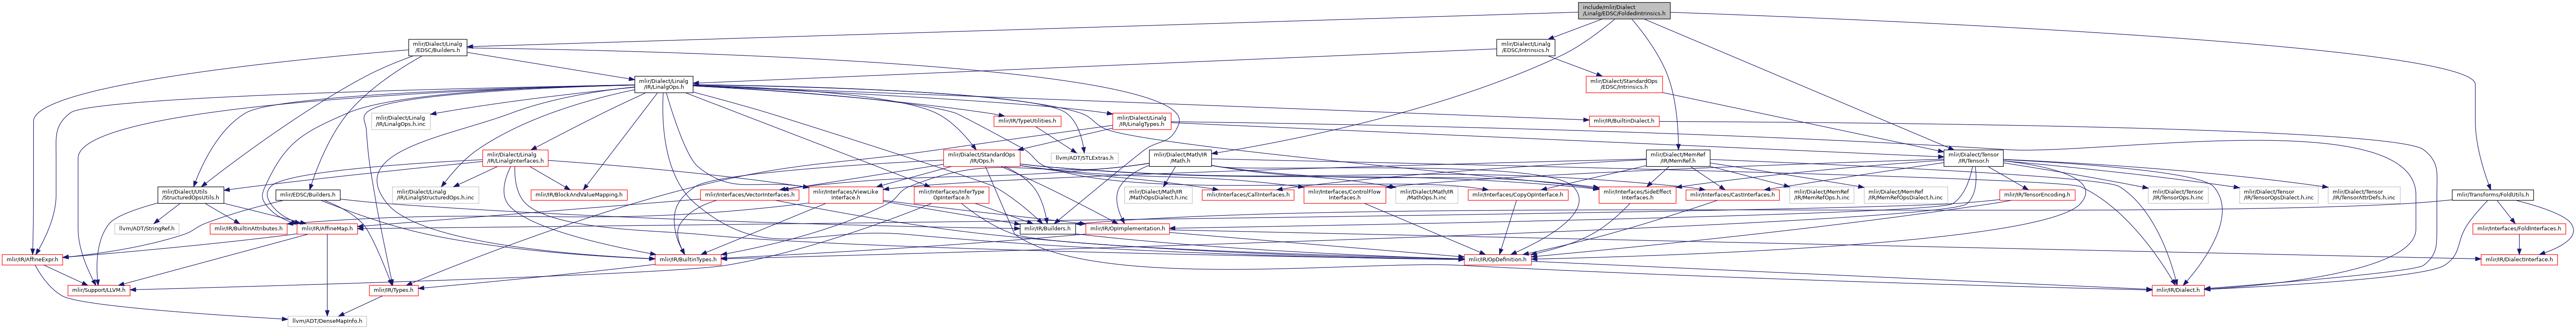 include/mlir/Dialect
/Linalg/EDSC/FoldedIntrinsics.h
mlir/Dialect/Linalg
/EDSC/Builders.h
mlir/Dialect/Linalg
/EDSC/Intrinsics.h
mlir/Dialect/Linalg
/IR/LinalgOps.h
mlir/Dialect/StandardOps
/EDSC/Intrinsics.h
mlir/Dialect/Linalg
/IR/LinalgOps.h.inc
mlir/IR/TypeUtilities.h
mlir/Dialect/Linalg
/IR/LinalgTypes.h
mlir/IR/BuiltinDialect.h
mlir/Dialect/Linalg
/IR/LinalgInterfaces.h
mlir/Dialect/StandardOps
/IR/Ops.h
llvm/ADT/STLExtras.h
mlir/Dialect/Math/IR
/Math.h
mlir/Dialect/MemRef
/IR/MemRef.h
mlir/Dialect/Tensor
/IR/Tensor.h
mlir/Dialect/Utils
/StructuredOpsUtils.h
mlir/EDSC/Builders.h
mlir/Dialect/Linalg
/IR/LinalgStructuredOps.h.inc
mlir/IR/BlockAndValueMapping.h
mlir/Interfaces/VectorInterfaces.h
mlir/Interfaces/ViewLike
Interface.h
mlir/Interfaces/InferType
OpInterface.h
mlir/Dialect/Math/IR
/MathOpsDialect.h.inc
mlir/Interfaces/CallInterfaces.h
mlir/Interfaces/ControlFlow
Interfaces.h
mlir/Dialect/Math/IR
/MathOps.h.inc
mlir/Interfaces/CopyOpInterface.h
mlir/Interfaces/SideEffect
Interfaces.h
mlir/Interfaces/CastInterfaces.h
mlir/Dialect/MemRef
/IR/MemRefOps.h.inc
mlir/Dialect/MemRef
/IR/MemRefOpsDialect.h.inc
mlir/IR/TensorEncoding.h
mlir/Dialect/Tensor
/IR/TensorOps.h.inc
mlir/Dialect/Tensor
/IR/TensorOpsDialect.h.inc
mlir/Dialect/Tensor
/IR/TensorAttrDefs.h.inc
mlir/Transforms/FoldUtils.h
llvm/ADT/StringRef.h
mlir/IR/BuiltinAttributes.h
mlir/IR/AffineMap.h
mlir/IR/Builders.h
mlir/IR/OpImplementation.h
mlir/Interfaces/FoldInterfaces.h
mlir/IR/AffineExpr.h
mlir/IR/BuiltinTypes.h
mlir/IR/OpDefinition.h
mlir/IR/DialectInterface.h
mlir/Support/LLVM.h
mlir/IR/Types.h
mlir/IR/Dialect.h
llvm/ADT/DenseMapInfo.h